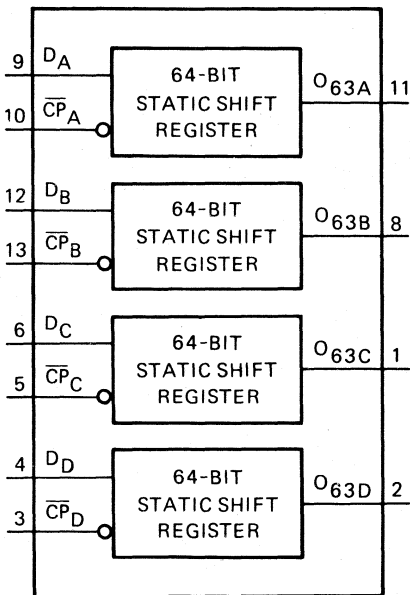 9 D_A
10 C̅P̅_A
64-BIT
STATIC SHIFT
REGISTER
O_63A 11
12 D_B
13 C̅P̅_B
64-BIT
STATIC SHIFT
REGISTER
O_63B 8
6 D_C
5 C̅P̅_C
64-BIT
STATIC SHIFT
REGISTER
O_63C 1
4 D_D
3 C̅P̅_D
64-BIT
STATIC SHIFT
REGISTER
O_63D 2